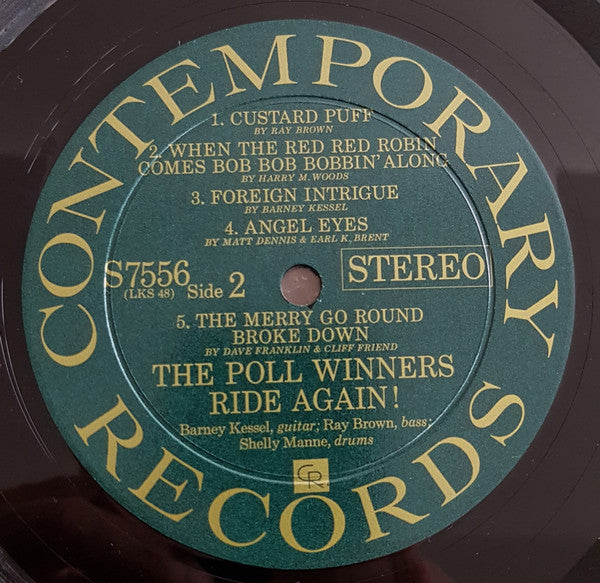 CONTEMPORARY RECORDS
1. CUSTARD PUFF
BY RAY BROWN
2. WHEN THE RED RED ROBIN
COMES BOB BOB BOBBIN' ALONG
BY HARRY M. WOODS
3. FOREIGN INTRIGUE
BY BARNEY KESSEL
4. ANGEL EYES
BY MATT DENNIS & EARL K. BRENT
S7556
(LKS 48) Side 2
STEREO
5. THE MERRY GO ROUND
BROKE DOWN
BY DAVE FRANKLIN & CLIFF FRIEND
THE POLL WINNERS
RIDE AGAIN!
Barney Kessel, guitar; Ray Brown, bass;
Shelly Manne, drums
CR